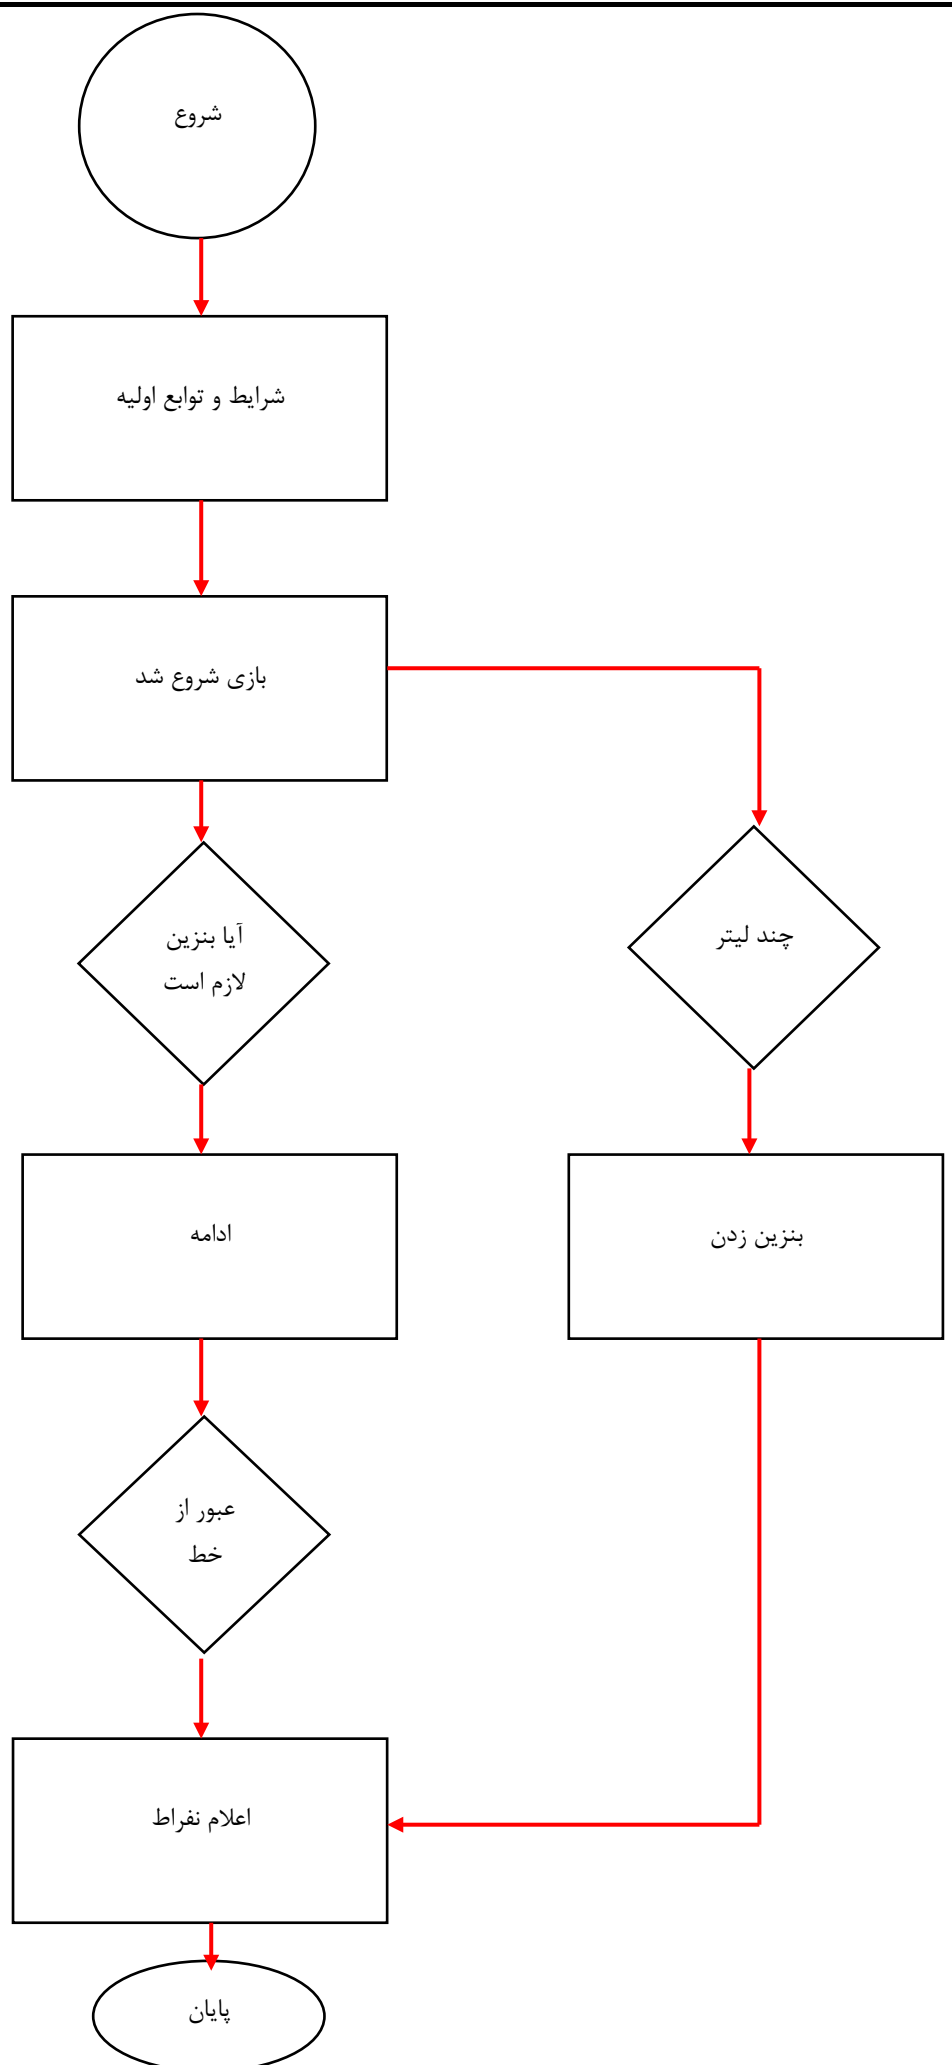 شروع
شرایط و توابع اولیه
بازی شروع شد
آیا بنزین
لازم است
چند لیتر
ادامه
بنزین زدن
عبور از
خط
اعلام نفراط
پایان